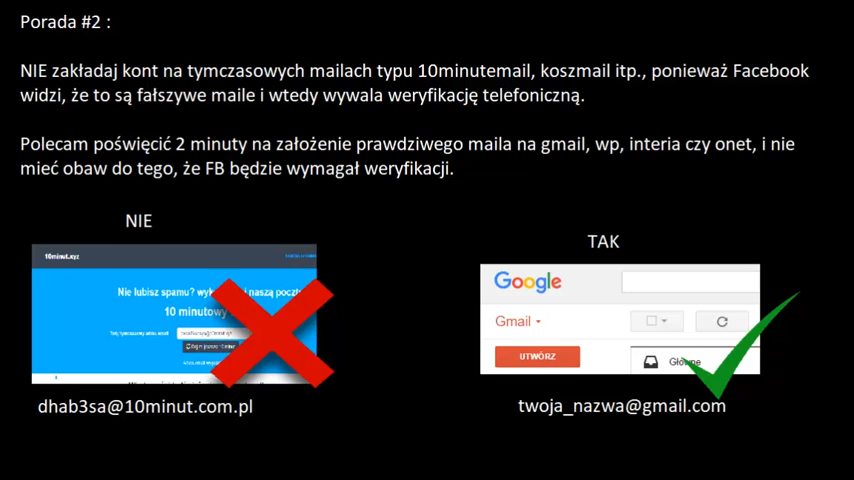 Porada #2 :
NIE zakładaj kont na tymczasowych mailach typu 10minutemail, koszmail itp., ponieważ Facebook
widzi, że to są fałszywe maile i wtedy wywala weryfikację telefoniczną.
Polecam poświęcić 2 minuty na założenie prawdziwego maila na gmail, wp, interia czy onet, i nie
mieć obaw do tego, że FB będzie wymagał weryfikacji.
NIE
TAK
10minut.xyz
Nie lubisz spamu? naszą poczt
10 minutowy
Google
Gmail
UTWÓRZ
Główne
dhab3sa@10minut.com.pl
twoja_nazwa@gmail.com